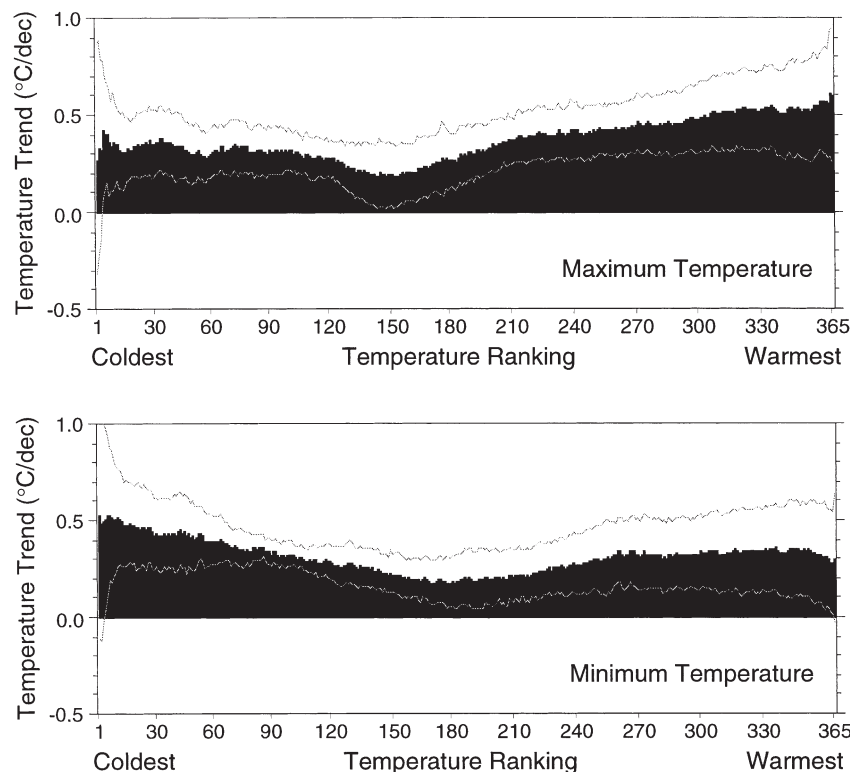 Temperature Trend (°C/dec)
1.0
0.5
0.0
-0.5
Maximum Temperature
1 30 60 90 120 150 180 210 240 270 300 330 365
Coldest Temperature Ranking Warmest
Temperature Trend (°C/dec)
1.0
0.5
0.0
-0.5
Minimum Temperature
1 30 60 90 120 150 180 210 240 270 300 330 365
Coldest Temperature Ranking Warmest